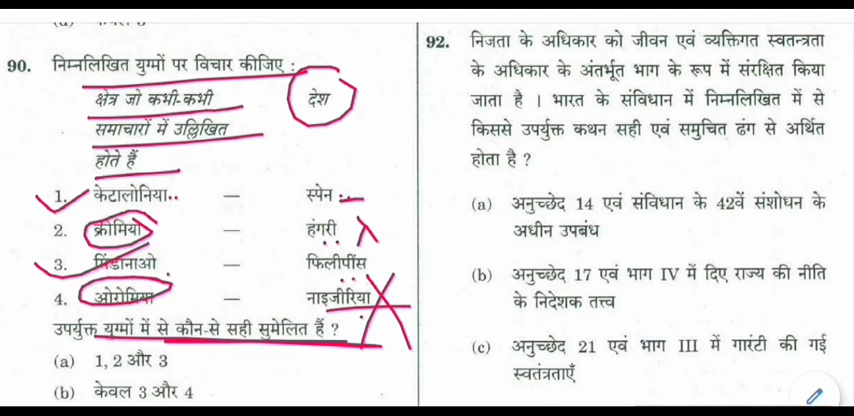 90. निम्नलिखित युग्मों पर विचार कीजिए :
क्षेत्र जो कभी-कभी देश
समाचारों में उल्लिखित
होते हैं
1. केटालोनिया — स्पेन
2. क्रीमिया — हंगरी
3. मिंडानाओ — फिलीपींस
4. ओरोमिया — नाइजीरिया
उपर्युक्त युग्मों में से कौन-से सही सुमेलित हैं ?
(a) 1, 2 और 3
(b) केवल 3 और 4
92. निजता के अधिकार को जीवन एवं व्यक्तिगत स्वतन्त्रता
के अधिकार के अंतर्भूत भाग के रूप में संरक्षित किया
जाता है । भारत के संविधान में निम्नलिखित में से
किससे उपर्युक्त कथन सही एवं समुचित ढंग से अर्थित
होता है ?
(a) अनुच्छेद 14 एवं संविधान के 42वें संशोधन के
अधीन उपबंध
(b) अनुच्छेद 17 एवं भाग IV में दिए राज्य की नीति
के निदेशक तत्त्व
(c) अनुच्छेद 21 एवं भाग III में गारंटी की गई
स्वतंत्रताएँ